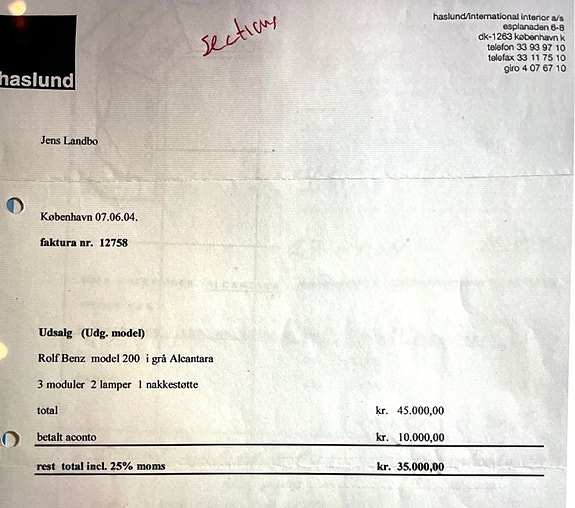 sections
haslund/international interior a/s
esplanaden 6-8
dk-1263 københavn k
telefon 33 93 97 10
telefax 33 11 75 10
giro 4 07 67 10
haslund
Jens Landbo
København 07.06.04.
faktura nr. 12758
Udsalg (Udg. model)
Rolf Benz model 200 i grå Alcantara
3 moduler 2 lamper 1 nakkestøtte
total kr. 45.000,00
betalt aconto kr. 10.000,00
rest total incl. 25% moms kr. 35.000,00